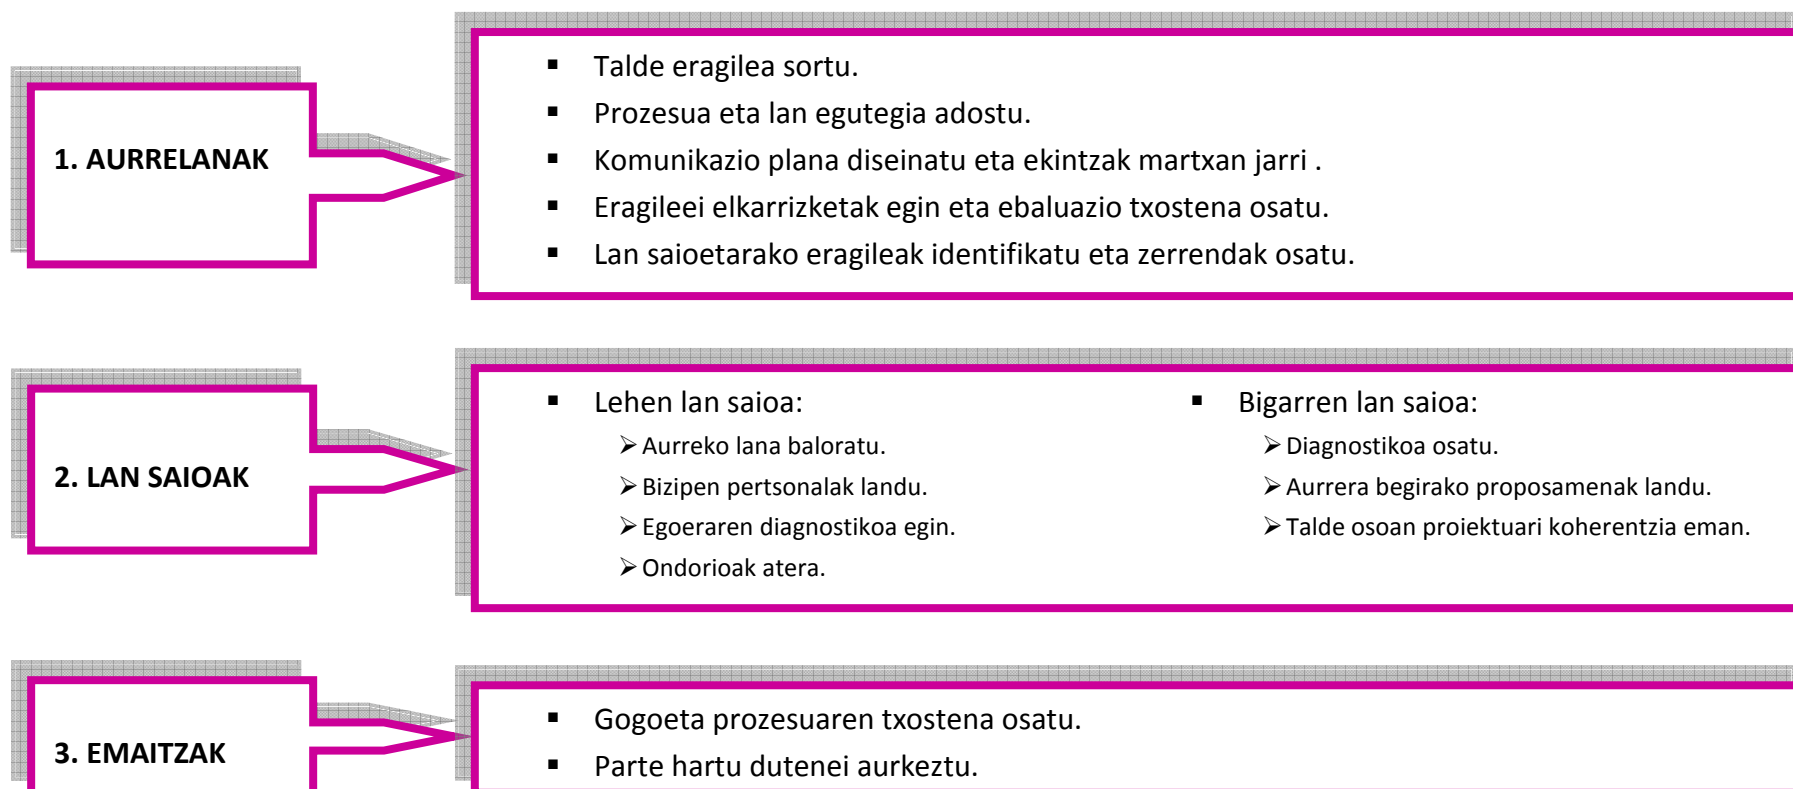 1. AURRELANAK
▪ Talde eragilea sortu.
▪ Prozesua eta lan egutegia adostu.
▪ Komunikazio plana diseinatu eta ekintzak martxan jarri .
▪ Eragileei elkarrizketak egin eta ebaluazio txostena osatu.
▪ Lan saioetarako eragileak identifikatu eta zerrendak osatu.
2. LAN SAIOAK
▪ Lehen lan saioa:
➢ Aurreko lana baloratu.
➢ Bizipen pertsonalak landu.
➢ Egoeraren diagnostikoa egin.
➢ Ondorioak atera.
▪ Bigarren lan saioa:
➢ Diagnostikoa osatu.
➢ Aurrera begirako proposamenak landu.
➢ Talde osoan proiektuari koherentzia eman.
3. EMAITZAK
▪ Gogoeta prozesuaren txostena osatu.
▪ Parte hartu dutenei aurkeztu.